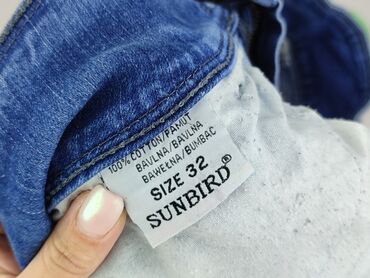 100% COTTON/PAMUT
BAVLNA/BAVLNA
BAWEŁNA/BUMBAC
SIZE 32
SUNBIRD®